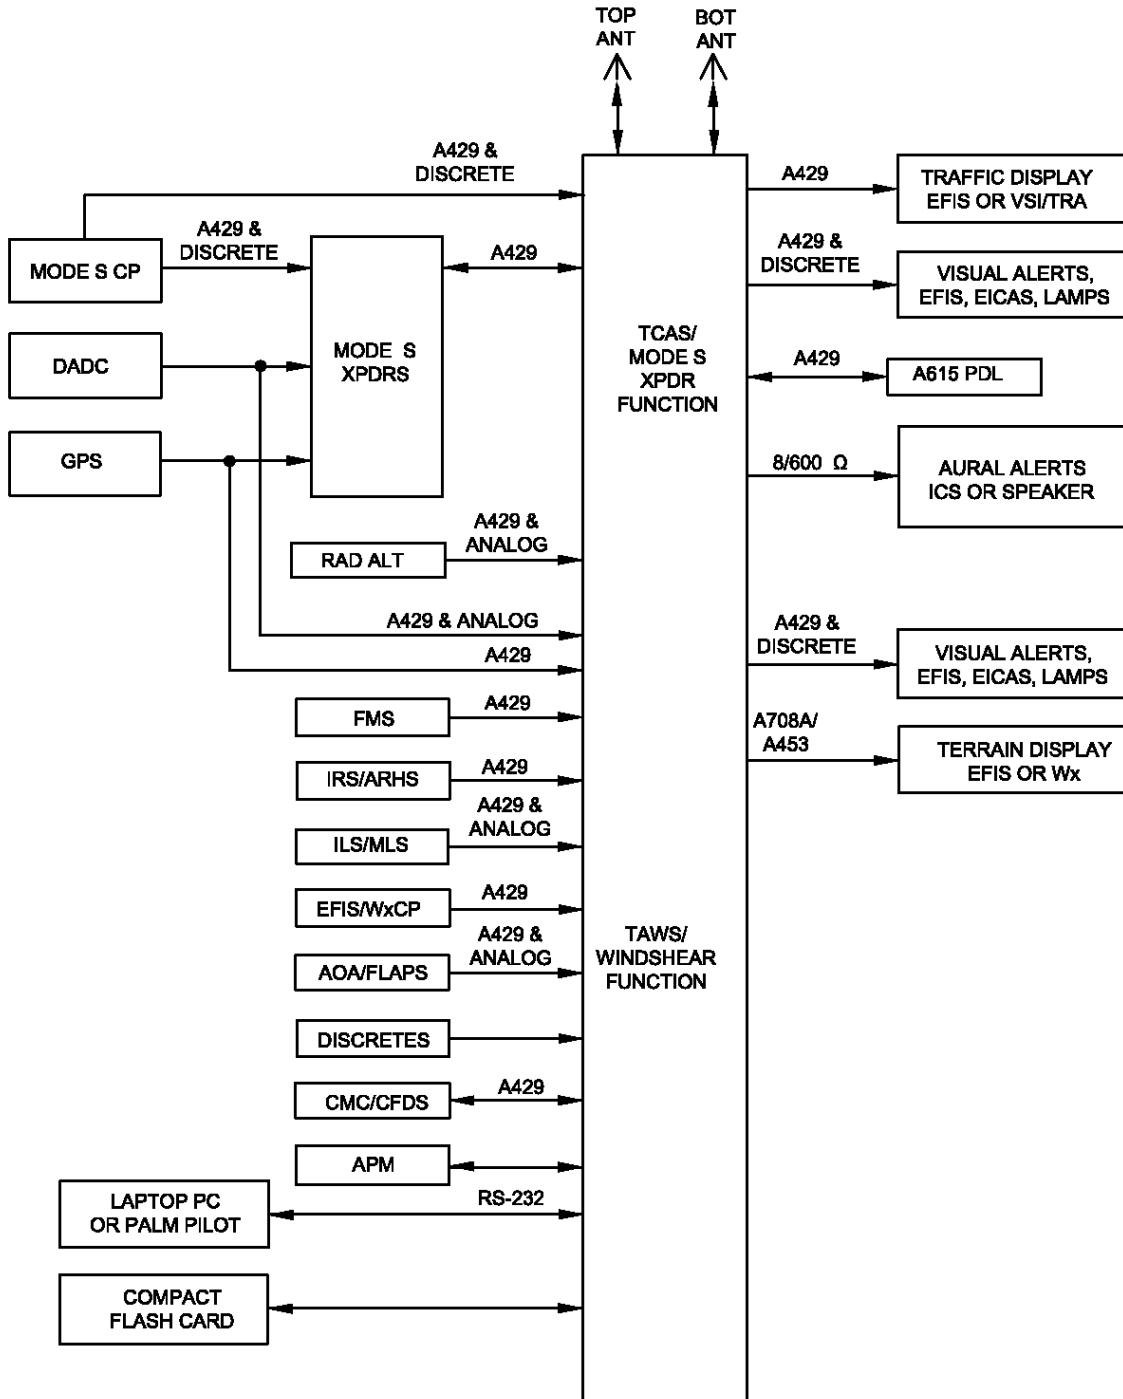 TOP
ANT
BOT
ANT
A429 &
DISCRETE
A429
TRAFFIC DISPLAY
EFIS OR VSI/TRA
MODE S CP
A429 &
DISCRETE
A429
A429 &
DISCRETE
VISUAL ALERTS,
EFIS, EICAS, LAMPS
DADC
MODE S
XPDRS
TCAS/
MODE S
XPDR
FUNCTION
A429
A615 PDL
GPS
8/600 Ω
AURAL ALERTS
ICS OR SPEAKER
RAD ALT
A429 &
ANALOG
A429 & ANALOG
A429
A429 &
DISCRETE
VISUAL ALERTS,
EFIS, EICAS, LAMPS
FMS
A429
A708A/
A453
TERRAIN DISPLAY
EFIS OR Wx
IRS/ARHS
A429
ILS/MLS
A429 &
ANALOG
EFIS/WxCP
A429
TAWS/
WINDSHEAR
FUNCTION
AOA/FLAPS
A429 &
ANALOG
DISCRETES
CMC/CFDS
A429
APM
LAPTOP PC
OR PALM PILOT
RS-232
COMPACT
FLASH CARD